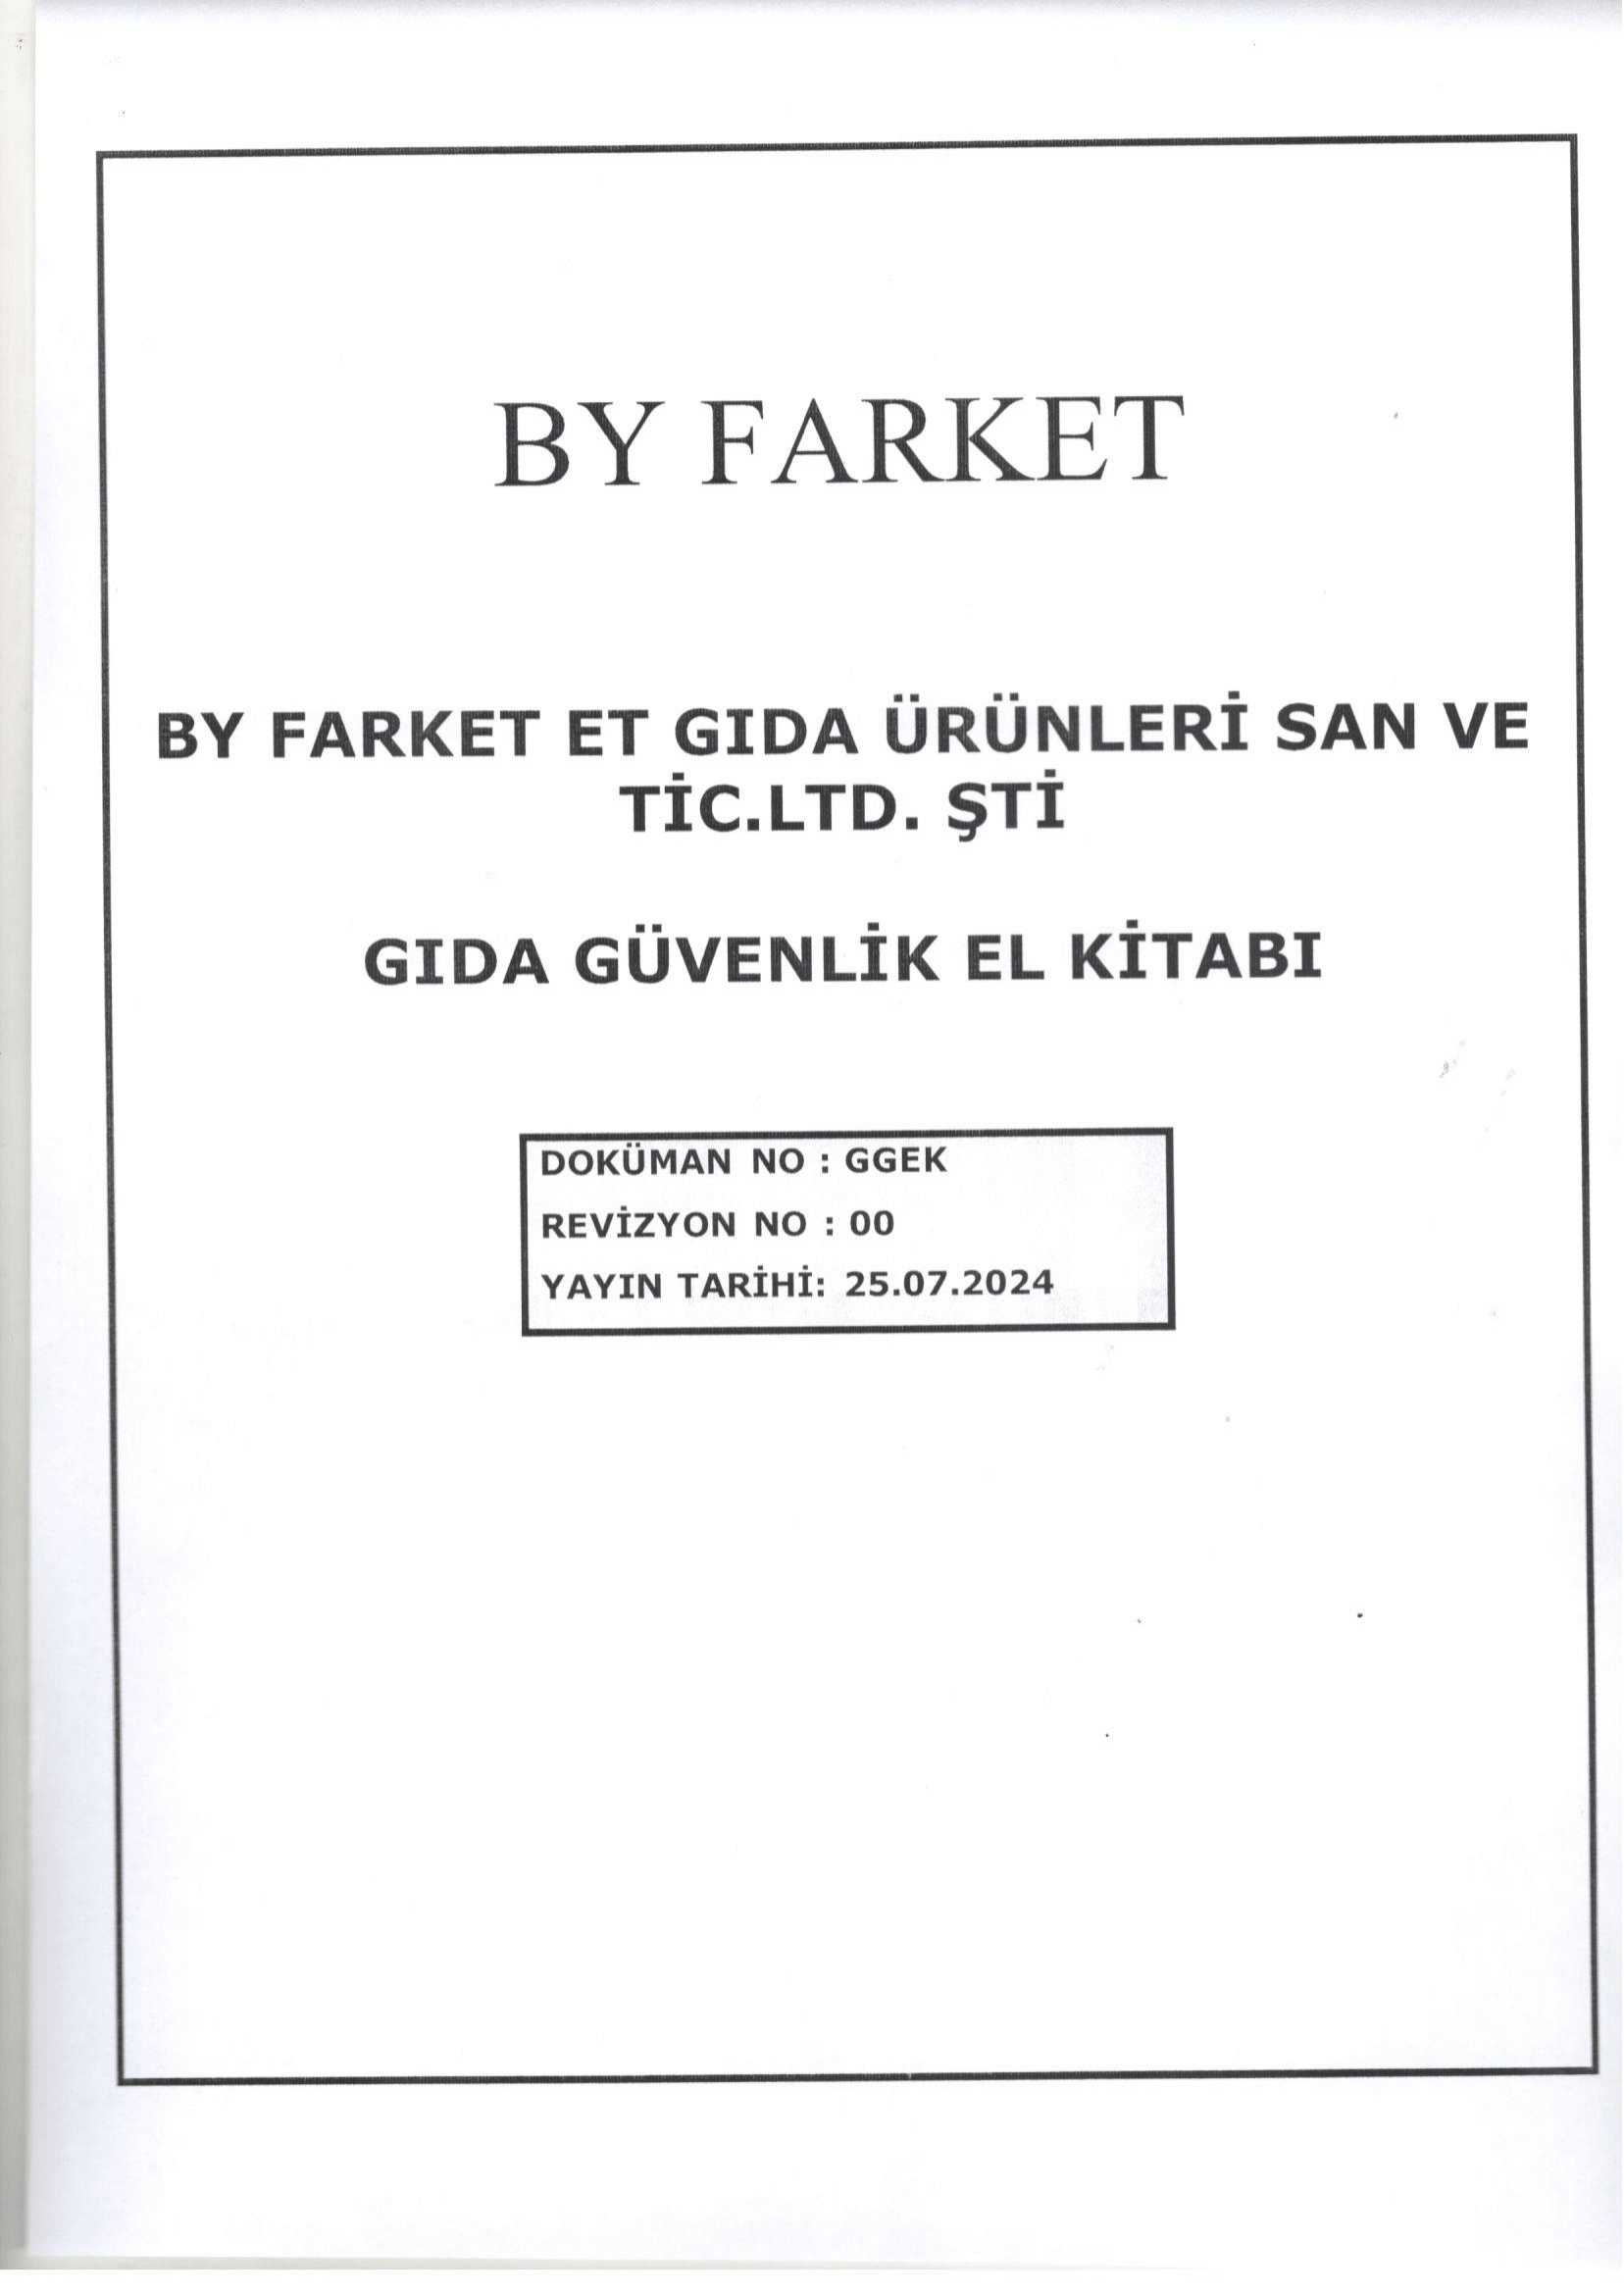 BY FARKET
BY FARKET ET GIDA ÜRÜNLERİ SAN VE
TİC.LTD. ŞTİ
GIDA GÜVENLİK EL KİTABI
DOKÜMAN NO : GGEK
REVİZYON NO : 00
YAYIN TARİHİ: 25.07.2024